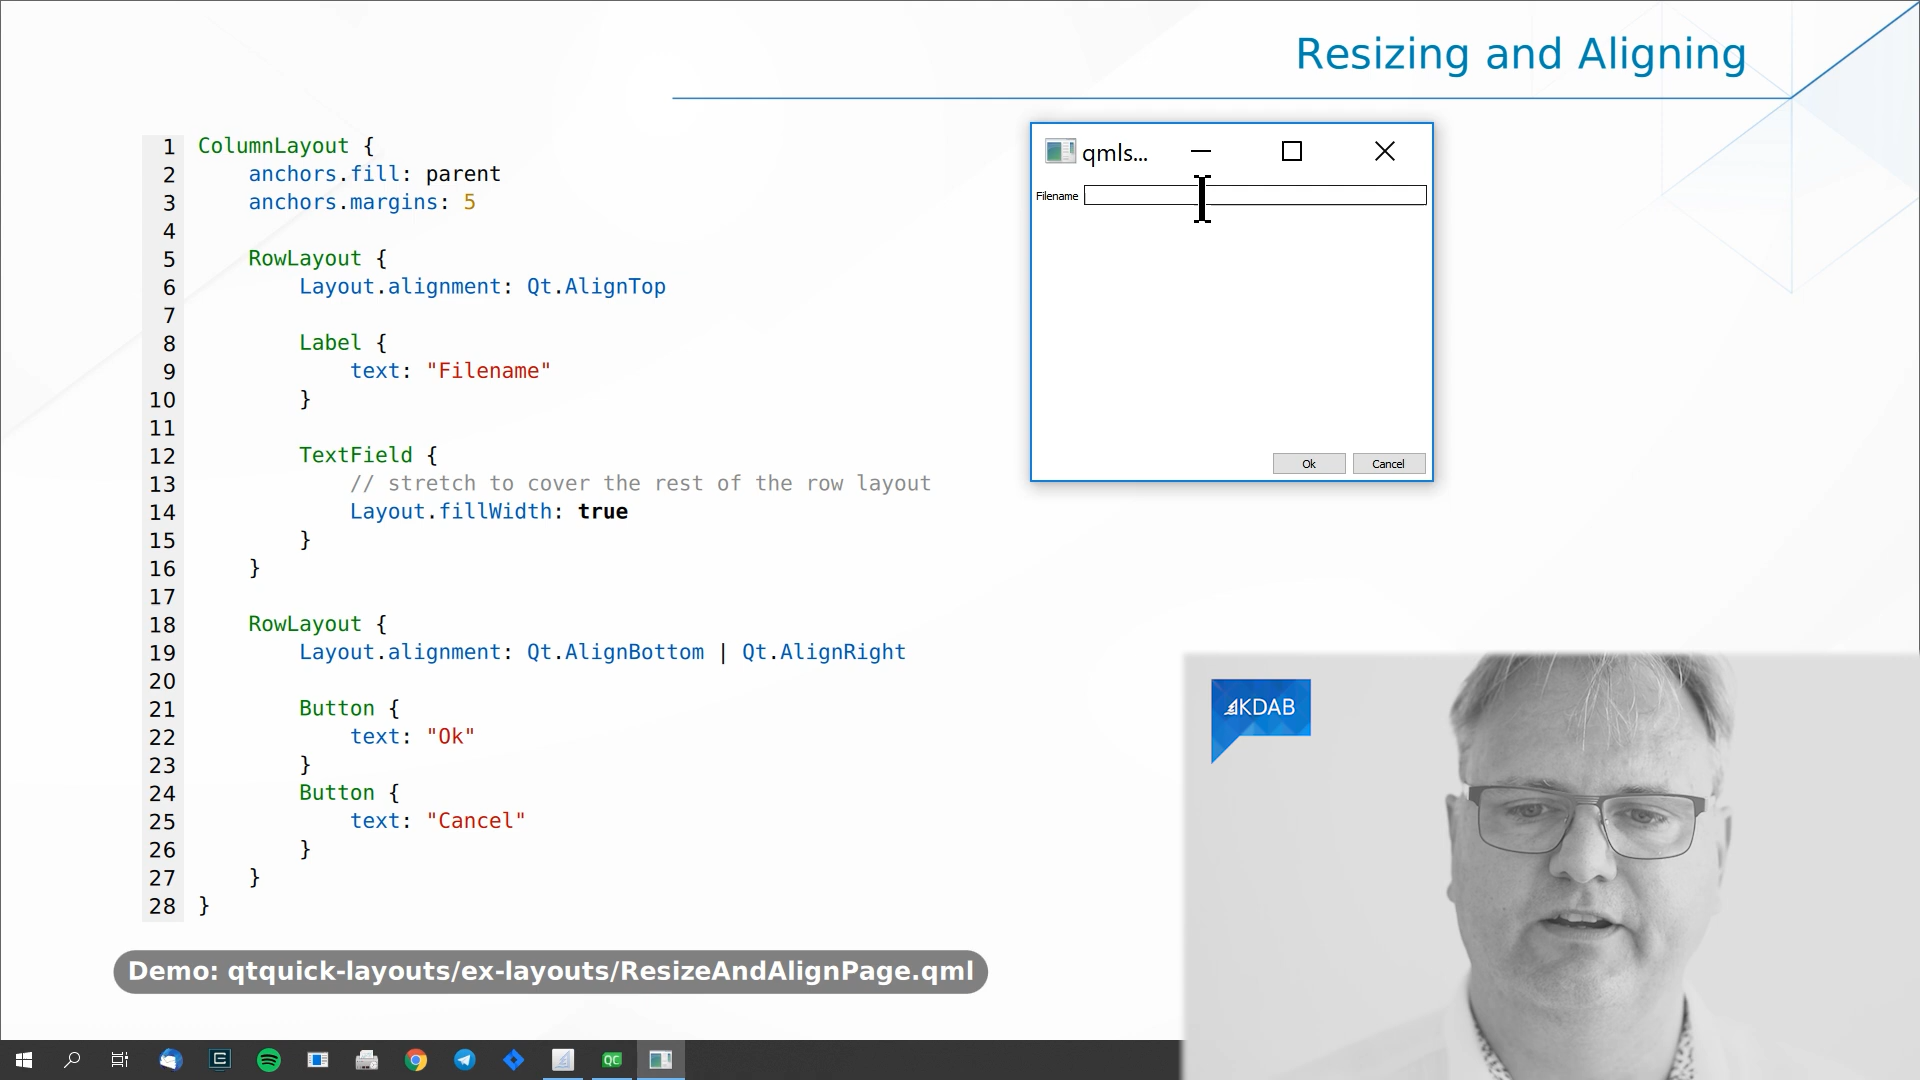 Resizing and Aligning
1 ColumnLayout {
2     anchors.fill: parent
3     anchors.margins: 5
4
5     RowLayout {
6         Layout.alignment: Qt.AlignTop
7
8         Label {
9             text: "Filename"
10         }
11
12         TextField {
13             // stretch to cover the rest of the row layout
14             Layout.fillWidth: true
15         }
16     }
17
18     RowLayout {
19         Layout.alignment: Qt.AlignBottom | Qt.AlignRight
20
21         Button {
22             text: "Ok"
23         }
24         Button {
25             text: "Cancel"
26         }
27     }
28 }
qmls...
Filename
Ok Cancel
KDAB
Demo: qtquick-layouts/ex-layouts/ResizeAndAlignPage.qml
QC